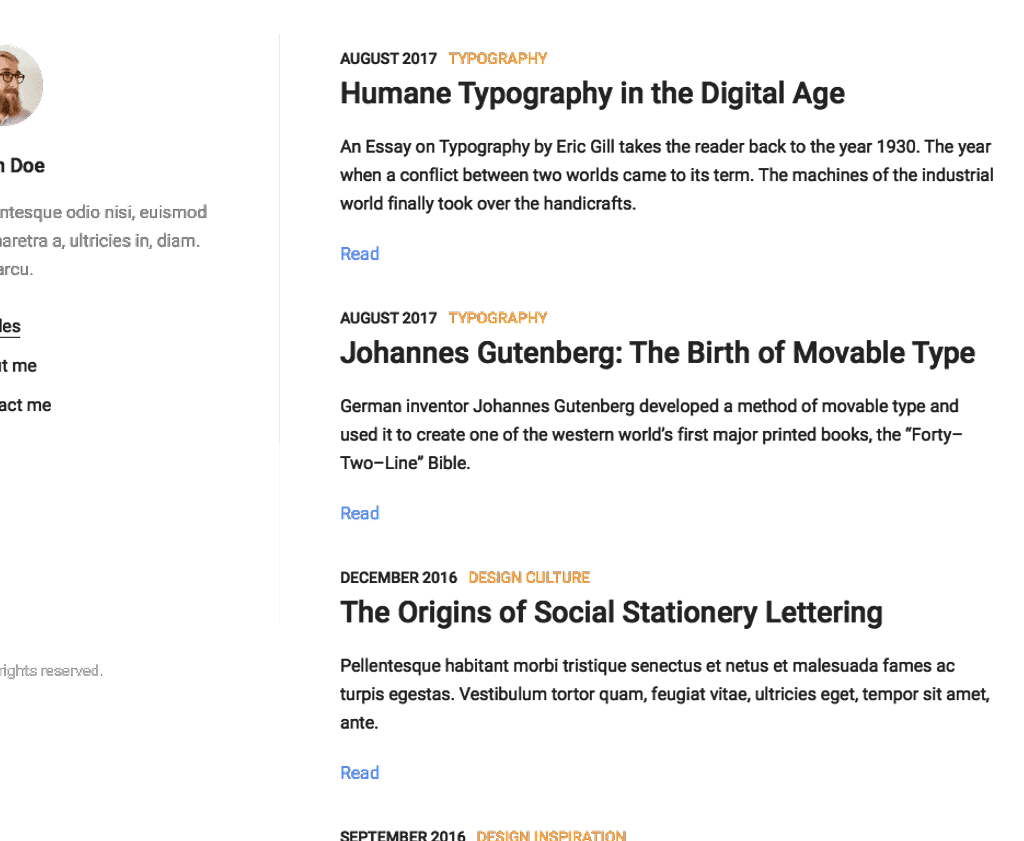 Doe
odio nisi, euismod
a, ultricies in, diam.
me
me
rights reserved.
AUGUST 2017 TYPOGRAPHY
Humane Typography in the Digital Age
An Essay on Typography by Eric Gill takes the reader back to the year 1930. The year
when a conflict between two worlds came to its term. The machines of the industrial
world finally took over the handicrafts.
Read
AUGUST 2017 TYPOGRAPHY
Johannes Gutenberg: The Birth of Movable Type
German inventor Johannes Gutenberg developed a method of movable type and
used it to create one of the western world’s first major printed books, the “Forty–
Two–Line” Bible.
Read
DECEMBER 2016 DESIGN CULTURE
The Origins of Social Stationery Lettering
Pellentesque habitant morbi tristique senectus et netus et malesuada fames ac
turpis egestas. Vestibulum tortor quam, feugiat vitae, ultricies eget, tempor sit amet,
ante.
Read
SEPTEMBER 2016 DESIGN INSPIRATION